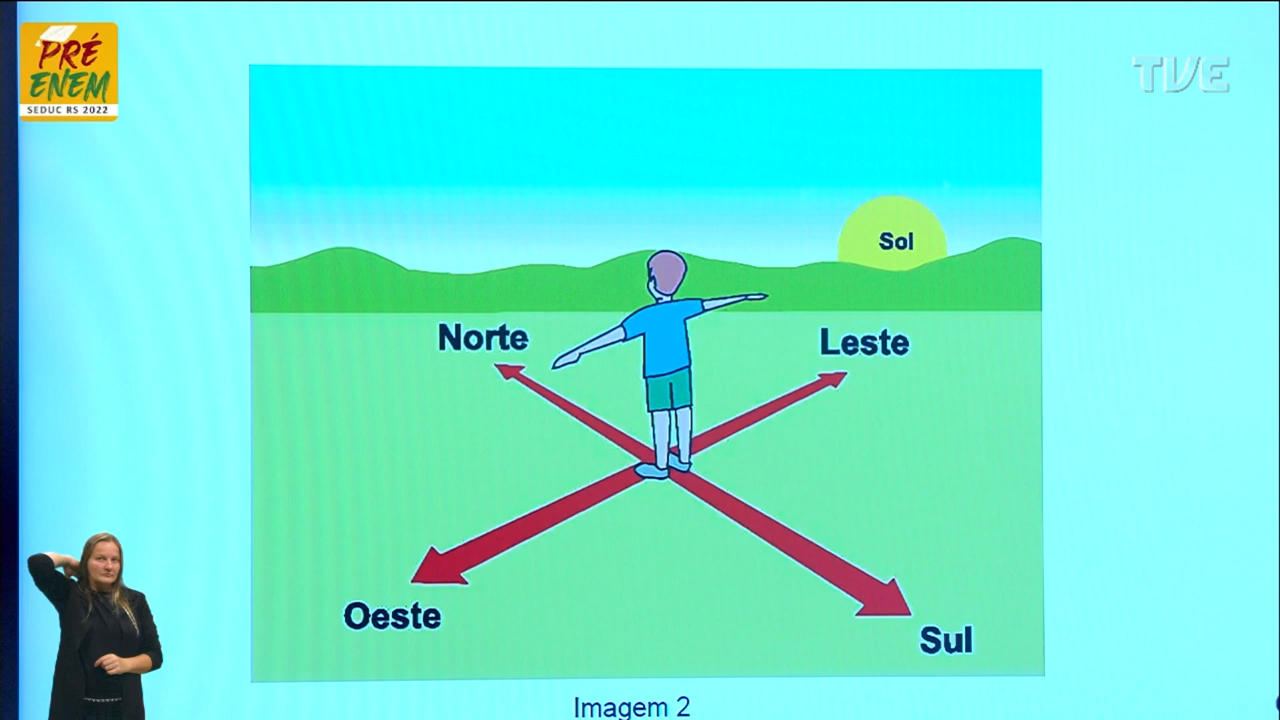 PRÉ
ENEM
SEDUC RS 2022
TVE
Sol
Norte
Leste
Oeste
Sul
Imagem 2